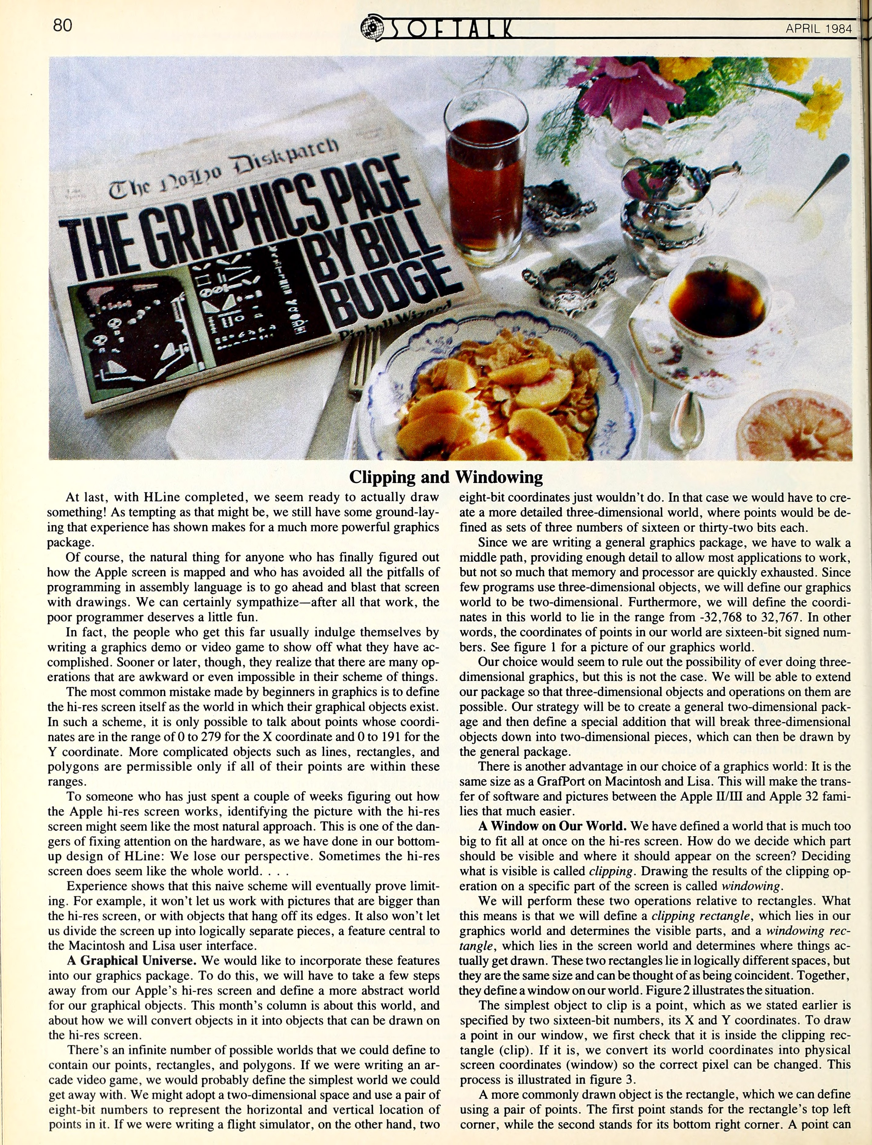 80
SOFTALK
APRIL 1984
The NoHo Diskpatch
THE GRAPHICS PAGE
BY BILL
BUDGE
Pinball Wizard
Clipping and Windowing
At last, with HLine completed, we seem ready to actually draw
something! As tempting as that might be, we still have some ground-lay-
ing that experience has shown makes for a much more powerful graphics
package.
Of course, the natural thing for anyone who has finally figured out
how the Apple screen is mapped and who has avoided all the pitfalls of
programming in assembly language is to go ahead and blast that screen
with drawings. We can certainly sympathize—after all that work, the
poor programmer deserves a little fun.
In fact, the people who get this far usually indulge themselves by
writing a graphics demo or video game to show off what they have ac-
complished. Sooner or later, though, they realize that there are many op-
erations that are awkward or even impossible in their scheme of things.
The most common mistake made by beginners in graphics is to define
the hi-res screen itself as the world in which their graphical objects exist.
In such a scheme, it is only possible to talk about points whose coordi-
nates are in the range of 0 to 279 for the X coordinate and 0 to 191 for the
Y coordinate. More complicated objects such as lines, rectangles, and
polygons are permissible only if all of their points are within these
ranges.
To someone who has just spent a couple of weeks figuring out how
the Apple hi-res screen works, identifying the picture with the hi-res
screen might seem like the most natural approach. This is one of the dan-
gers of fixing attention on the hardware, as we have done in our bottom-
up design of HLine: We lose our perspective. Sometimes the hi-res
screen does seem like the whole world. . . .
Experience shows that this naive scheme will eventually prove limit-
ing. For example, it won't let us work with pictures that are bigger than
the hi-res screen, or with objects that hang off its edges. It also won't let
us divide the screen up into logically separate pieces, a feature central to
the Macintosh and Lisa user interface.
A Graphical Universe. We would like to incorporate these features
into our graphics package. To do this, we will have to take a few steps
away from our Apple's hi-res screen and define a more abstract world
for our graphical objects. This month's column is about this world, and
about how we will convert objects in it into objects that can be drawn on
the hi-res screen.
There's an infinite number of possible worlds that we could define to
contain our points, rectangles, and polygons. If we were writing an ar-
cade video game, we would probably define the simplest world we could
get away with. We might adopt a two-dimensional space and use a pair of
eight-bit numbers to represent the horizontal and vertical location of
points in it. If we were writing a flight simulator, on the other hand, two
eight-bit coordinates just wouldn't do. In that case we would have to cre-
ate a more detailed three-dimensional world, where points would be de-
fined as sets of three numbers of sixteen or thirty-two bits each.
Since we are writing a general graphics package, we have to walk a
middle path, providing enough detail to allow most applications to work,
but not so much that memory and processor are quickly exhausted. Since
few programs use three-dimensional objects, we will define our graphics
world to be two-dimensional. Furthermore, we will define the coordi-
nates in this world to lie in the range from -32,768 to 32,767. In other
words, the coordinates of points in our world are sixteen-bit signed num-
bers. See figure 1 for a picture of our graphics world.
Our choice would seem to rule out the possibility of ever doing three-
dimensional graphics, but this is not the case. We will be able to extend
our package so that three-dimensional objects and operations on them are
possible. Our strategy will be to create a general two-dimensional pack-
age and then define a special addition that will break three-dimensional
objects down into two-dimensional pieces, which can then be drawn by
the general package.
There is another advantage in our choice of a graphics world: It is the
same size as a GrafPort on Macintosh and Lisa. This will make the trans-
fer of software and pictures between the Apple II/III and Apple 32 fami-
lies that much easier.
A Window on Our World. We have defined a world that is much too
big to fit all at once on the hi-res screen. How do we decide which part
should be visible and where it should appear on the screen? Deciding
what is visible is called clipping. Drawing the results of the clipping op-
eration on a specific part of the screen is called windowing.
We will perform these two operations relative to rectangles. What
this means is that we will define a clipping rectangle, which lies in our
graphics world and determines the visible parts, and a windowing rec-
tangle, which lies in the screen world and determines where things ac-
tually get drawn. These two rectangles lie in logically different spaces, but
they are the same size and can be thought of as being coincident. Together,
they define a window on our world. Figure 2 illustrates the situation.
The simplest object to clip is a point, which as we stated earlier is
specified by two sixteen-bit numbers, its X and Y coordinates. To draw
a point in our window, we first check that it is inside the clipping rec-
tangle (clip). If it is, we convert its world coordinates into physical
screen coordinates (window) so the correct pixel can be changed. This
process is illustrated in figure 3.
A more commonly drawn object is the rectangle, which we can define
using a pair of points. The first point stands for the rectangle's top left
corner, while the second stands for its bottom right corner. A point can